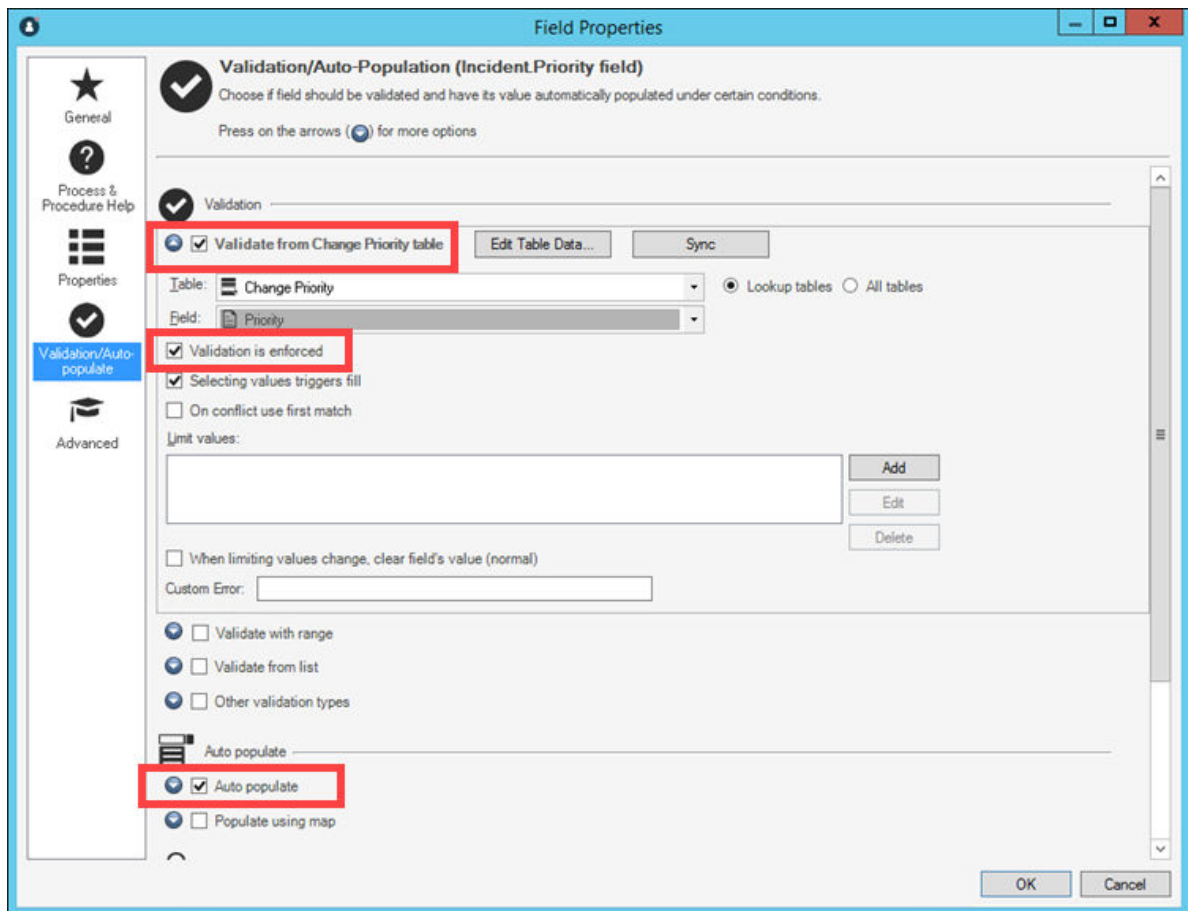 Field Properties
General
Process &
Procedure Help
Properties
Validation/Auto-
populate
Advanced
Validation/Auto-Population (Incident.Priority field)
Choose if field should be validated and have its value automatically populated under certain conditions.
Press on the arrows ( ) for more options
Validation
Validate from Change Priority table
Edit Table Data...
Sync
Table:
Change Priority
Lookup tables
All tables
Field:
Priority
Validation is enforced
Selecting values triggers fill
On conflict use first match
Limit values:
Add
Edit
Delete
When limiting values change, clear field's value (normal)
Custom Error:
Validate with range
Validate from list
Other validation types
Auto populate
Auto populate
Populate using map
OK
Cancel